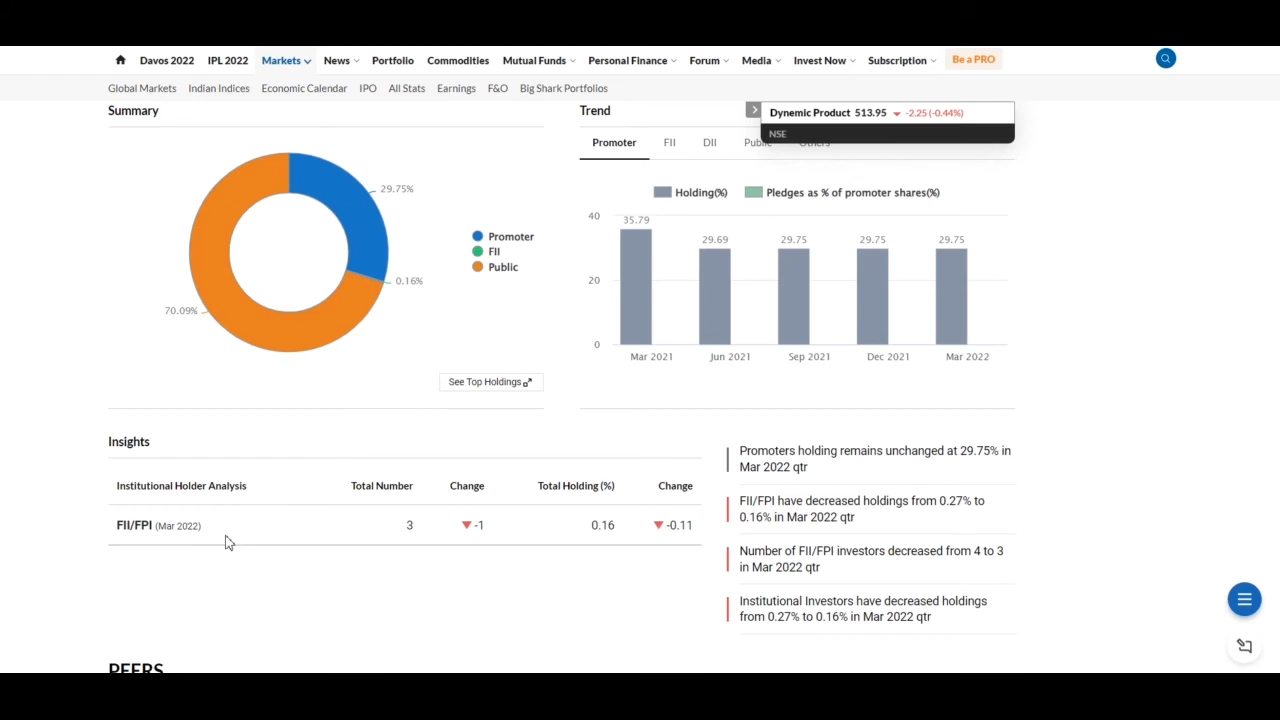 Davos 2022 IPL 2022 Markets News Portfolio Commodities Mutual Funds Personal Finance Forum Media Invest Now Subscription Be a PRO
Global Markets Indian Indices Economic Calendar IPO All Stats Earnings F&O Big Shark Portfolios
Summary
29.75%
0.16%
70.09%
Promoter
FII
Public
See Top Holdings
Trend
Dynemic Product 513.95 -2.25 (-0.44%)
NSE
Promoter FII DII Public Others
Holding(%) Pledges as % of promoter shares(%)
40
20
0
35.79 29.69 29.75 29.75 29.75
Mar 2021 Jun 2021 Sep 2021 Dec 2021 Mar 2022
Insights
Institutional Holder Analysis Total Number Change Total Holding (%) Change
FII/FPI (Mar 2022) 3 -1 0.16 -0.11
Promoters holding remains unchanged at 29.75% in
Mar 2022 qtr
FII/FPI have decreased holdings from 0.27% to
0.16% in Mar 2022 qtr
Number of FII/FPI investors decreased from 4 to 3
in Mar 2022 qtr
Institutional Investors have decreased holdings
from 0.27% to 0.16% in Mar 2022 qtr
PEERS